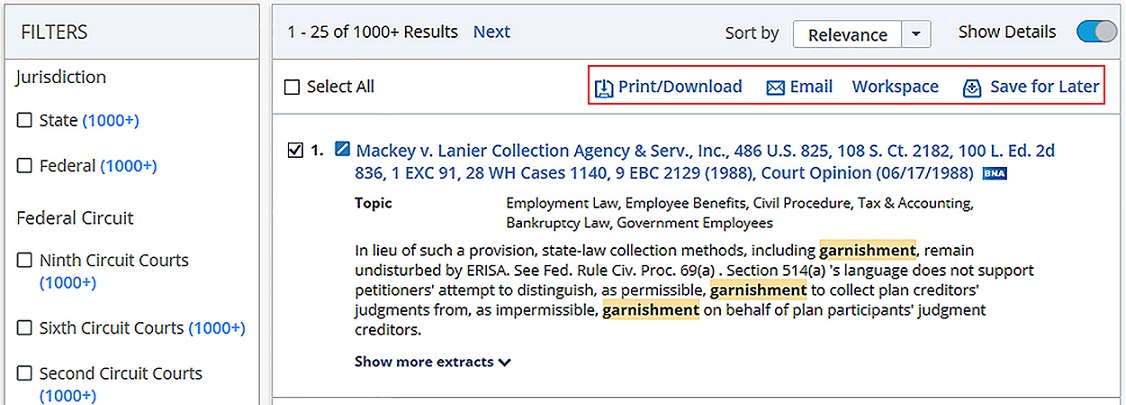 FILTERS
Jurisdiction
State (1000+)
Federal (1000+)
Federal Circuit
Ninth Circuit Courts
(1000+)
Sixth Circuit Courts (1000+)
Second Circuit Courts
(1000+)
1 - 25 of 1000+ Results Next
Sort by Relevance Show Details
Select All
Print/Download Email Workspace Save for Later
1. Mackey v. Lanier Collection Agency & Serv., Inc., 486 U.S. 825, 108 S. Ct. 2182, 100 L. Ed. 2d
836, 1 EXC 91, 28 WH Cases 1140, 9 EBC 2129 (1988), Court Opinion (06/17/1988) BNA
Topic Employment Law, Employee Benefits, Civil Procedure, Tax & Accounting,
Bankruptcy Law, Government Employees
In lieu of such a provision, state-law collection methods, including garnishment, remain
undisturbed by ERISA. See Fed. Rule Civ. Proc. 69(a) . Section 514(a) 's language does not support
petitioners' attempt to distinguish, as permissible, garnishment to collect plan creditors'
judgments from, as impermissible, garnishment on behalf of plan participants' judgment
creditors.
Show more extracts